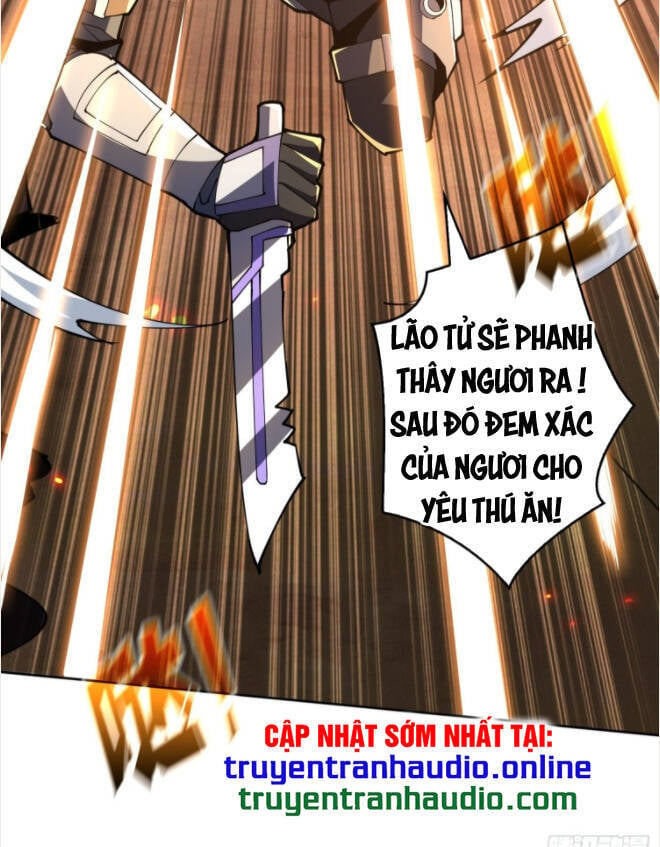 LÃO TỬ SẼ PHANH
THÂY NGƯƠI RA !
SAU ĐÓ ĐEM XÁC
CỦA NGƯƠI CHO
YÊU THÚ ĂN!
CẬP NHẬT SỚM NHẤT TẠI:
truyentranhaudio.online
truyentranhaudio.com